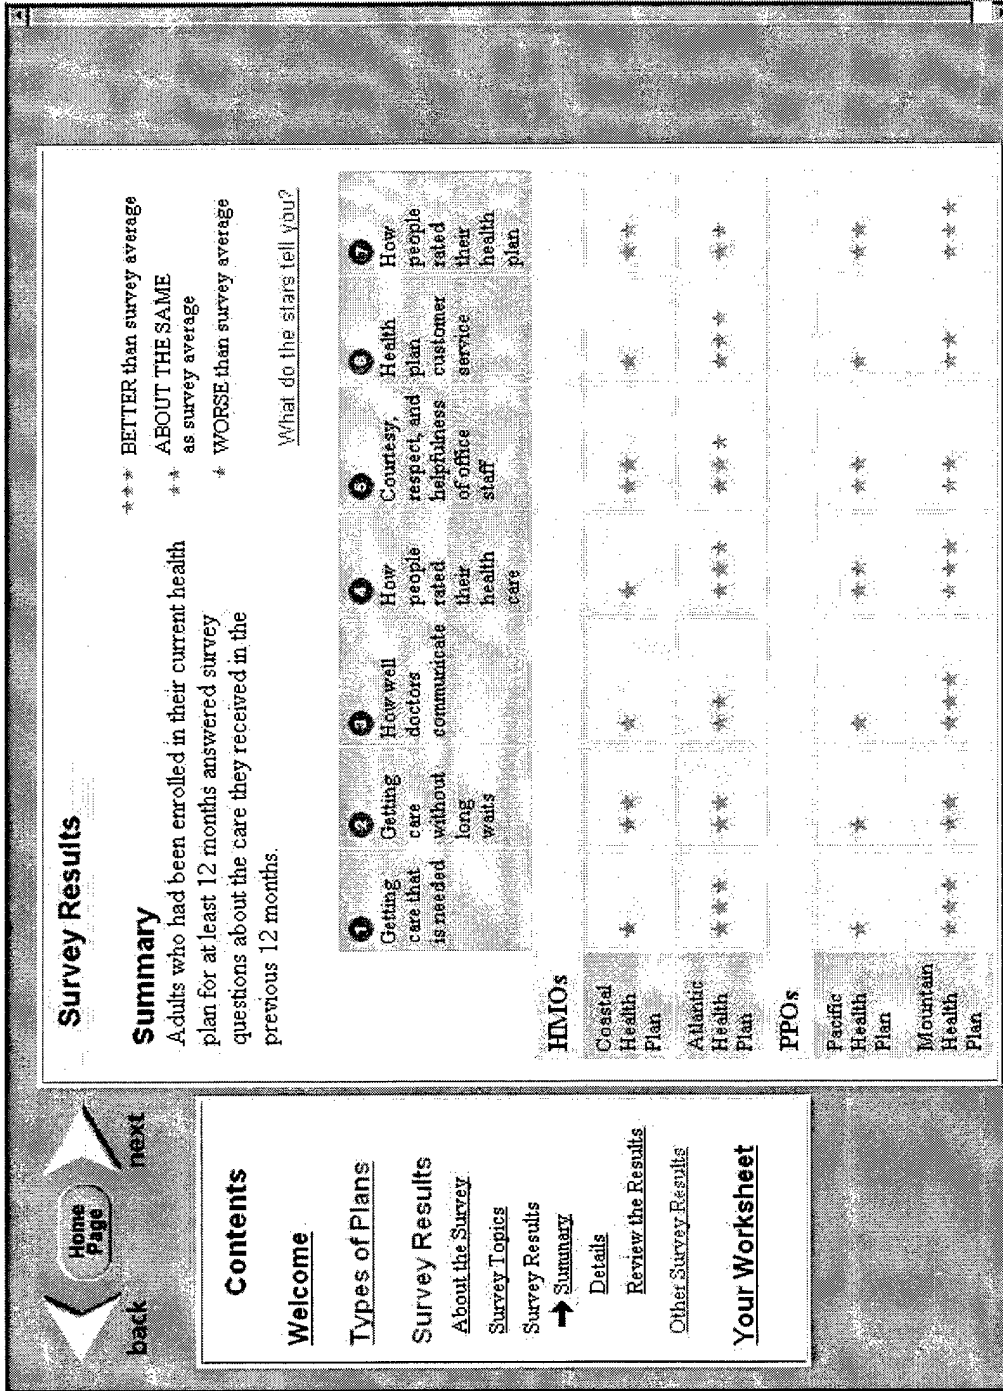 back
Home
Page
next
Contents
Welcome
Types of Plans
Survey Results
About the Survey
Survey Topics
Survey Results
Summary
Details
Review the Results
Other Survey Results
Your Worksheet
Survey Results
Summary
Adults who had been enrolled in their current health
plan for at least 12 months answered survey
questions about the care they received in the
previous 12 months.
★★★ BETTER than survey average
★★ ABOUT THE SAME
as survey average
★ WORSE than survey average
What do the stars tell you?
1
Getting
care that
is needed
2
Getting
care
without
long
waits
3
How well
doctors
communicate
4
How
people
rated
their
health
care
5
Courtesy,
respect, and
helpfulness
of office
staff
6
Health
plan
customer
service
7
How
people
rated
their
health
plan
HMOs
Coastal
Health
Plan
★ ★★ ★ ★ ★★★ ★ ★★
Atlantic
Health
Plan
★★★ ★★ ★★ ★★★ ★★★ ★★★ ★★
PPOs
Pacific
Health
Plan
★ ★ ★ ★★ ★★ ★ ★★
Mountain
Health
Plan
★★★ ★★ ★★★ ★★★ ★★ ★★ ★★★